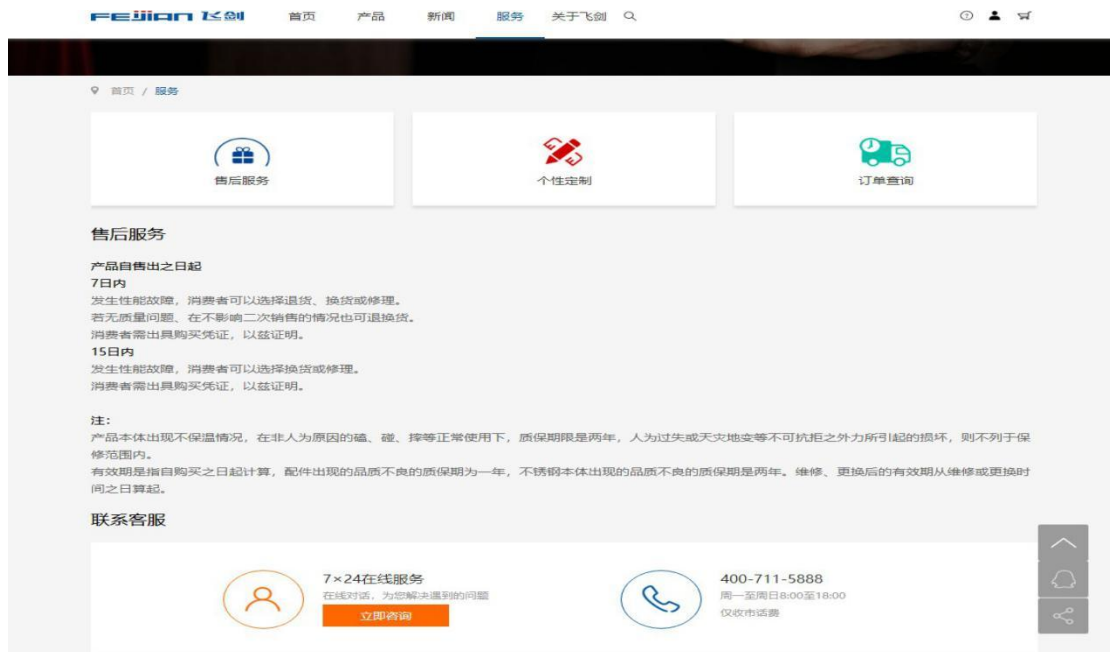 FEIJIAN 飞剑 首页 产品 新闻 服务 关于飞剑
首页 / 服务
售后服务 个性定制 订单查询
售后服务
产品自售出之日起
7日内
发生性能故障，消费者可以选择退货、换货或修理。
若无质量问题、在不影响二次销售的情况也可退换货。
消费者需出具购买凭证，以兹证明。
15日内
发生性能故障，消费者可以选择换货或修理。
消费者需出具购买凭证，以兹证明。
注：
产品本体出现不保温情况，在非人为原因的磕、碰、摔等正常使用下，质保期限是两年，人为过失或天灾地变等不可抗拒之外力所引起的损坏，则不列于保
修范围内。
有效期是指自购买之日起计算，配件出现的品质不良的质保期为一年，不锈钢本体出现的品质不良的质保期是两年。维修、更换后的有效期从维修或更换时
间之日算起。
联系客服
7×24在线服务
在线对话，为您解决遇到的问题
立即咨询
400-711-5888
周一至周日8:00至18:00
仅收市话费